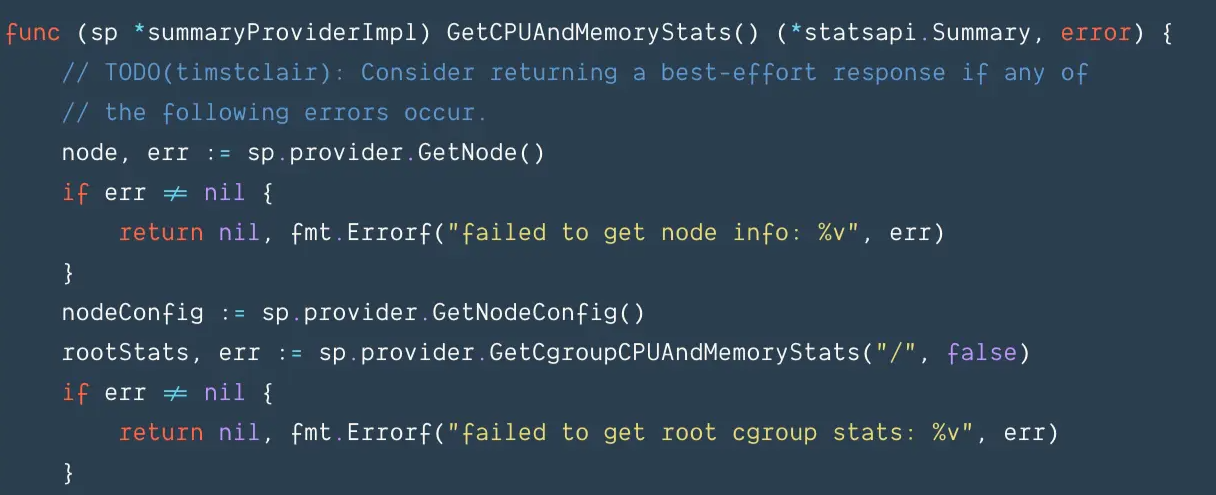 func (sp *summaryProviderImpl) GetCPUAndMemoryStats() (*statsapi.Summary, error) {
    // TODO(timstclair): Consider returning a best-effort response if any of
    // the following errors occur.
    node, err := sp.provider.GetNode()
    if err ≠ nil {
        return nil, fmt.Errorf("failed to get node info: %v", err)
    }
    nodeConfig := sp.provider.GetNodeConfig()
    rootStats, err := sp.provider.GetCgroupCPUAndMemoryStats("/", false)
    if err ≠ nil {
        return nil, fmt.Errorf("failed to get root cgroup stats: %v", err)
    }